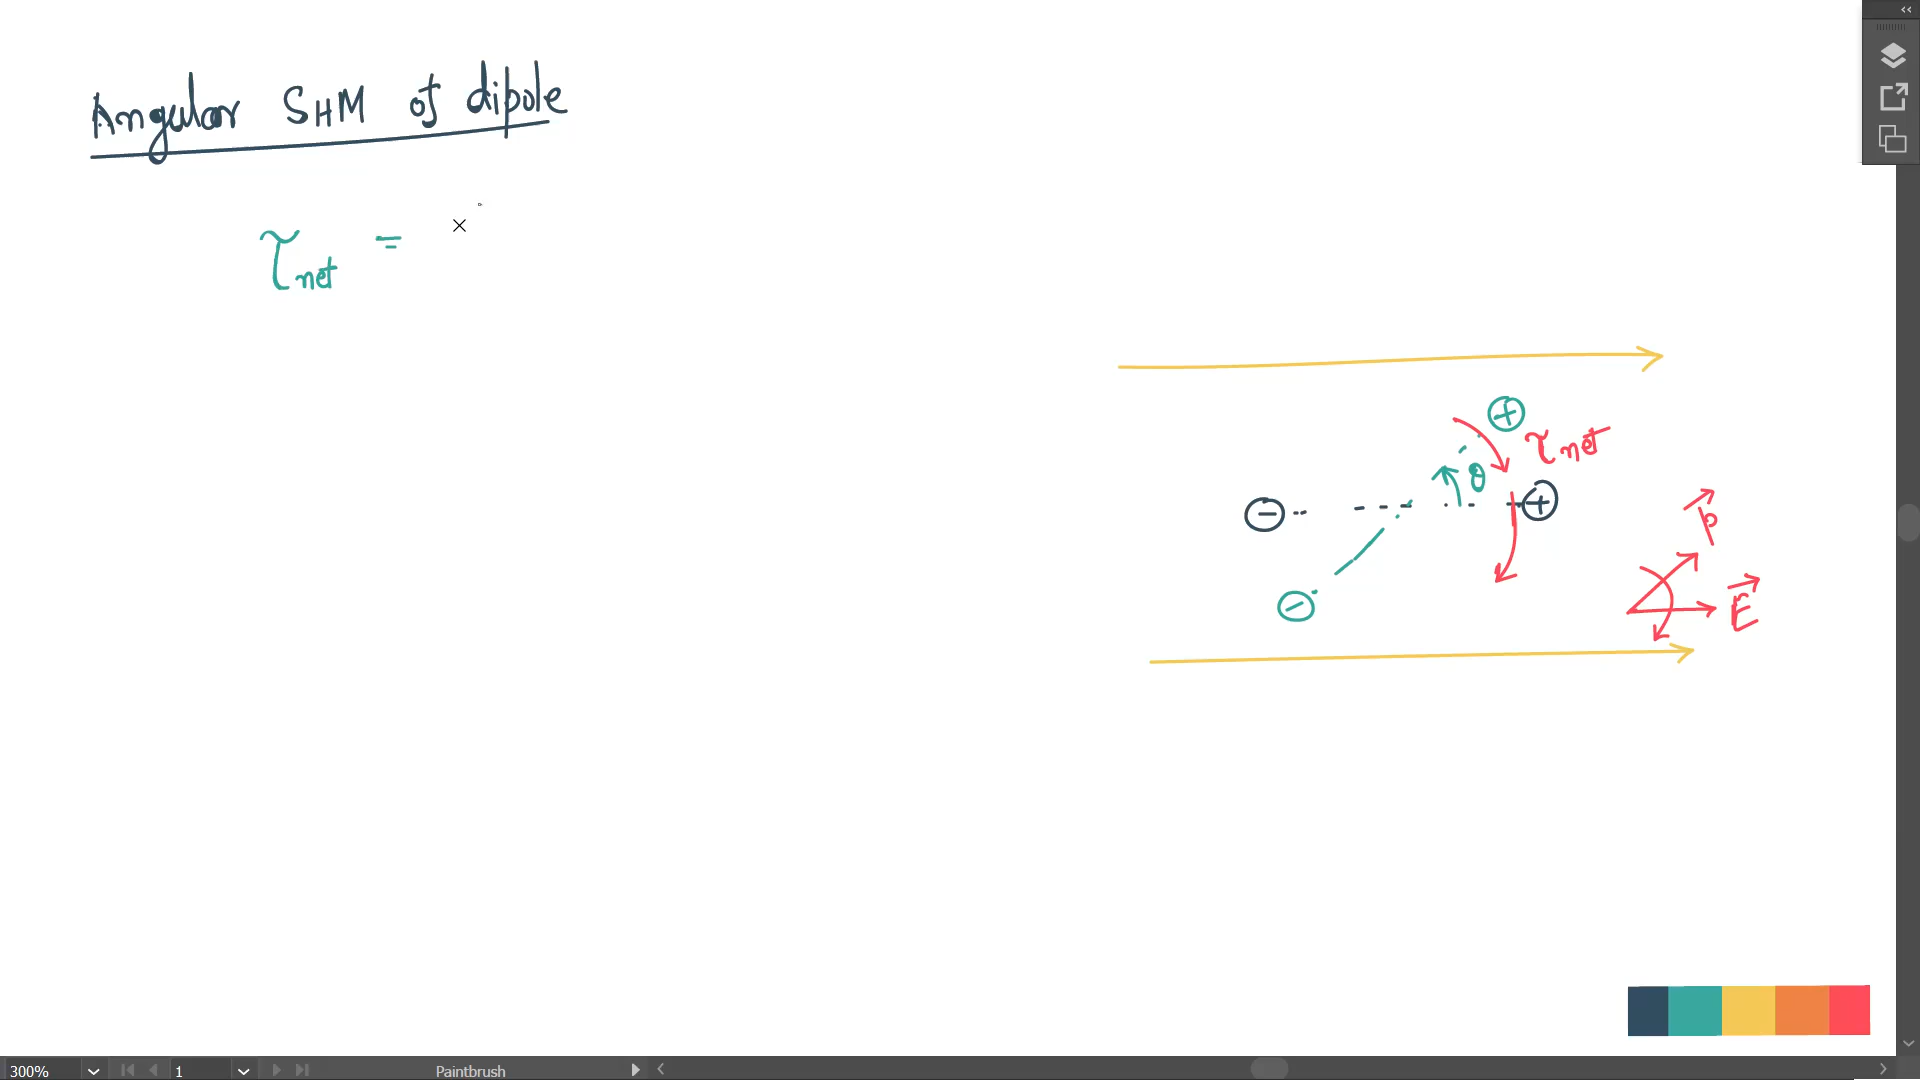 Angular SHM of dipole
τnet =
⊕
τnet
θ
⊖
⊕
p⃗
E⃗
⊖
300%
1
Paintbrush